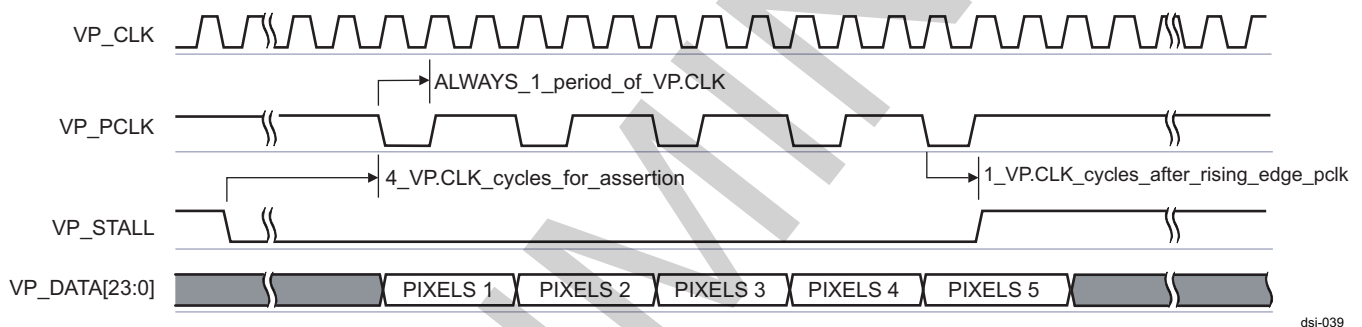 VP_CLK
ALWAYS_1_period_of_VP.CLK
VP_PCLK
4_VP.CLK_cycles_for_assertion
1_VP.CLK_cycles_after_rising_edge_pclk
VP_STALL
VP_DATA[23:0]
PIXELS 1
PIXELS 2
PIXELS 3
PIXELS 4
PIXELS 5
dsi-039